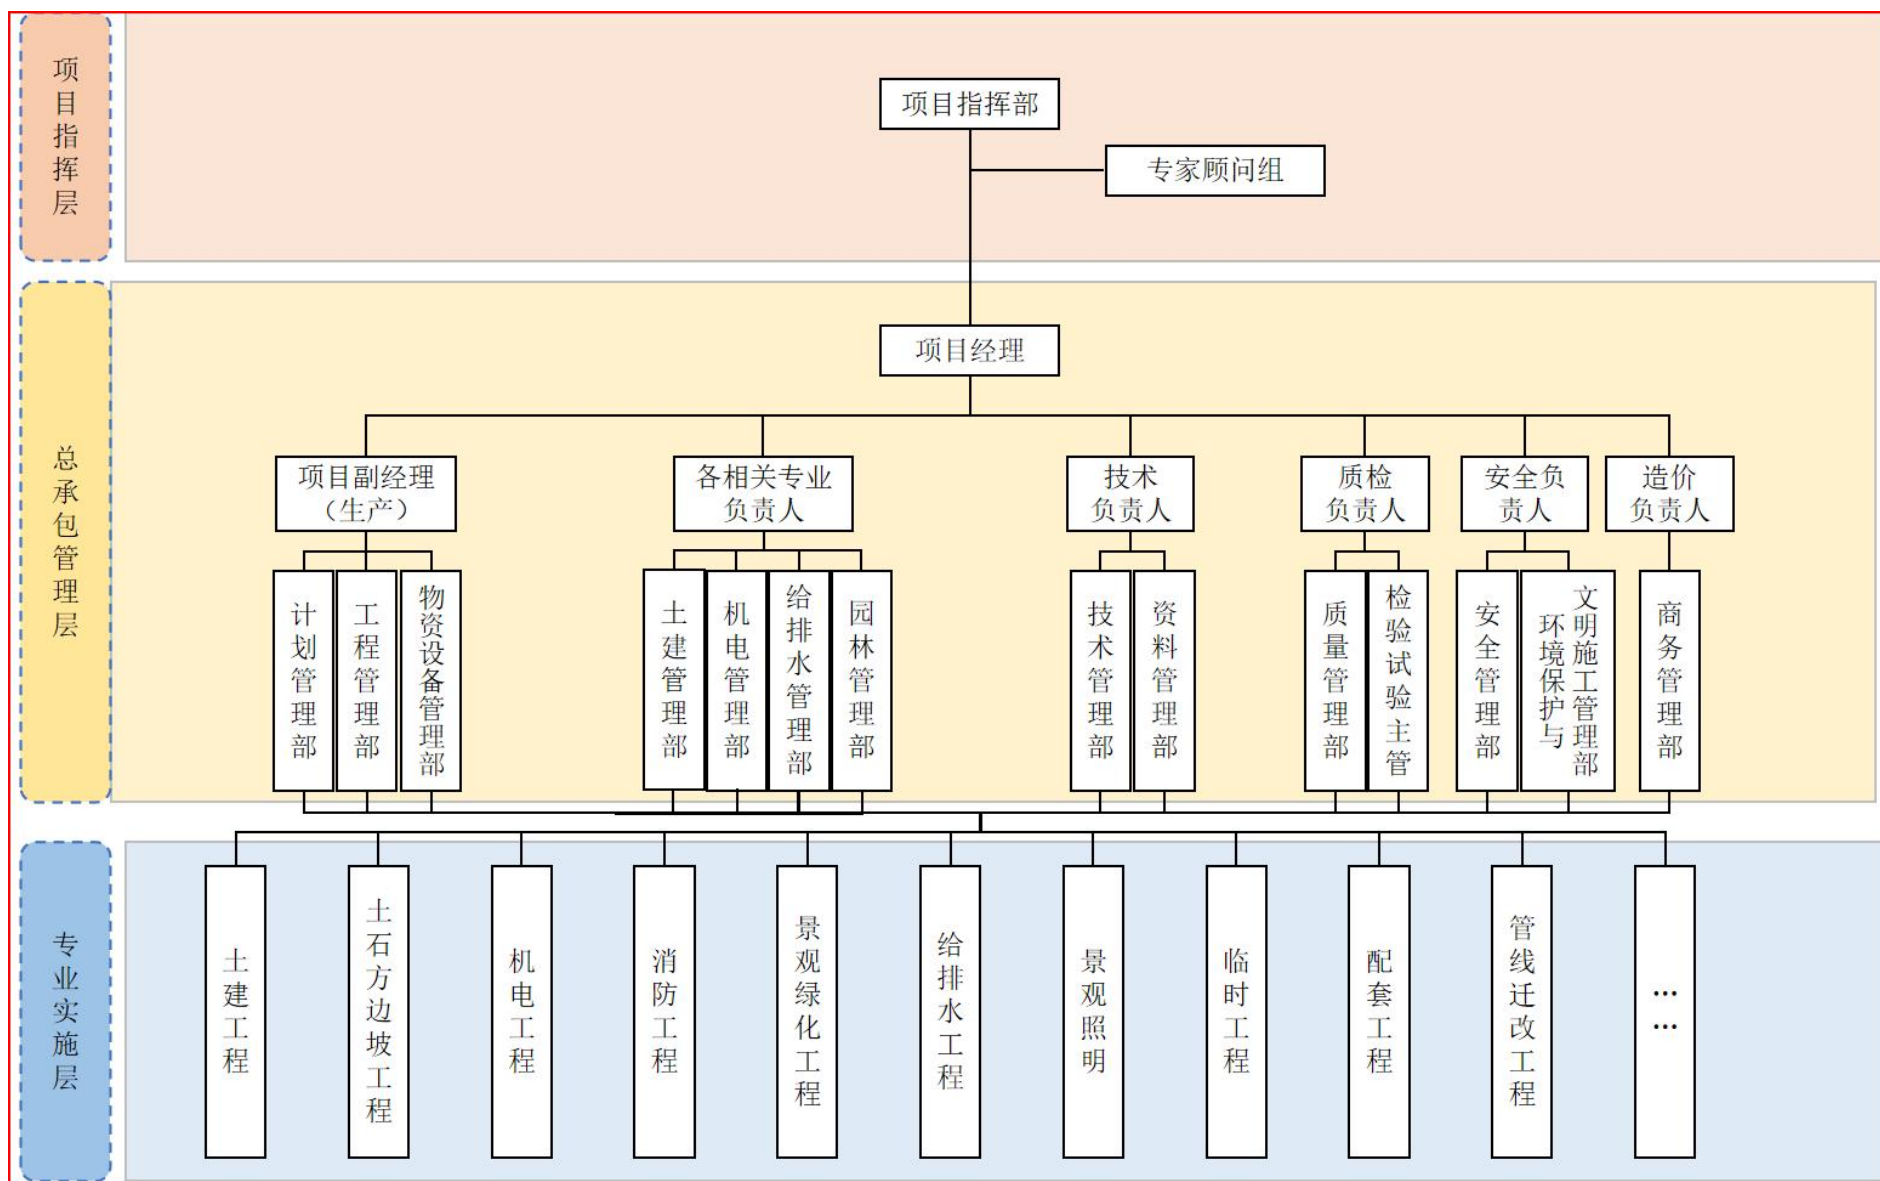 项目指挥层
项目指挥部
专家顾问组
总承包管理层
项目经理
项目副经理
（生产）
各相关专业
负责人
技术
负责人
质检
负责人
安全负
责人
造价
负责人
计划管理部
工程管理部
物资设备管理部
土建管理部
机电管理部
给排水管理部
园林管理部
技术管理部
资料管理部
质量管理部
检验试验主管
安全管理部
文明施工管理部
环境保护与
商务管理部
专业实施层
土建工程
土石方边坡工程
机电工程
消防工程
景观绿化工程
给排水工程
景观照明
临时工程
配套工程
管线迁改工程
……